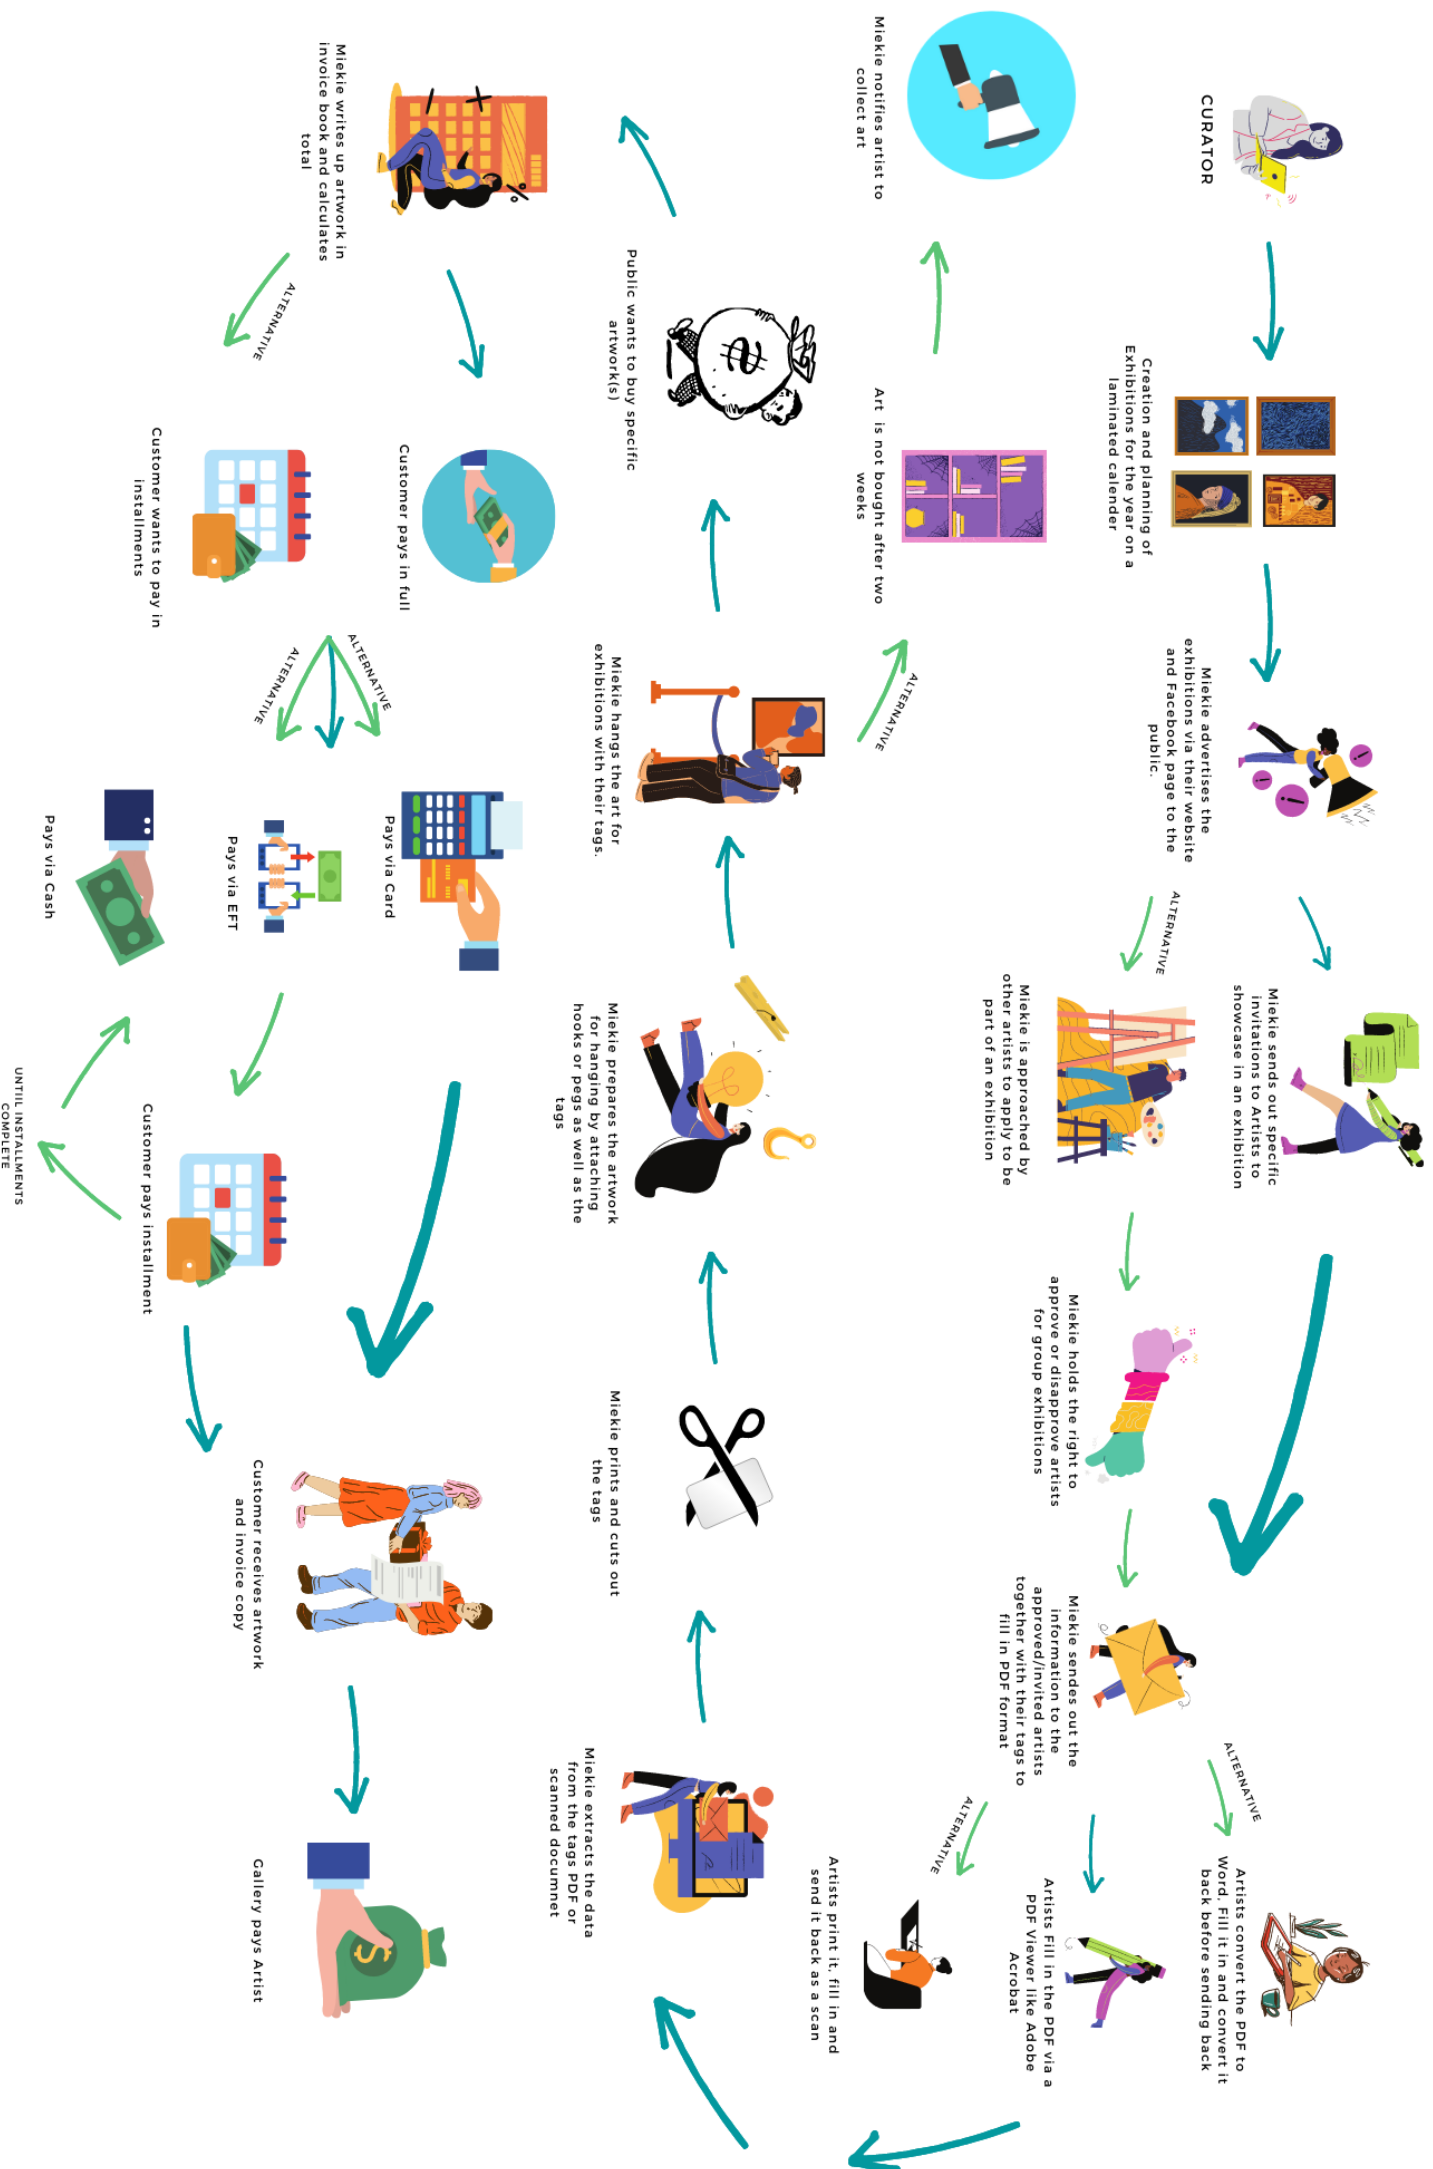 CURATOR
Creation and planning of
Exhibitions for the year on a
laminated calender
Miekie advertises the
exhibitions via their website
and Facebook page to the
public.
Miekie sends out specific
invitations to Artists to
showcase in an exhibition
ALTERNATIVE
Miekie is approached by
other artists to apply to be
part of an exhibition
Miekie holds the right to
approve or disapprove artists
for group exhibitions
Miekie sendes out the
information to the
approved/invited artists
together with their tags to
fill in PDF format
ALTERNATIVE
Artists convert the PDF to
Word. Fill it in and convert it
back before sending back
Artists Fill in the PDF via a
PDF Viewer like Adobe
Acrobat
ALTERNATIVE
Artists print it, fill in and
send it back as a scan
Miekie extracts the data
from the tags PDF or
scanned documnet
Miekie prints and cuts out
the tags
Miekie prepares the artwork
for hanging by attaching
hooks or pegs as well as the
tags
Miekie hangs the art for
exhibitions with their tags.
ALTERNATIVE
Art is not bought after two
weeks
Miekie notifies artist to
collect art
Public wants to buy specific
artwork(s)
Miekie writes up artwork in
invoice book and calculates
total
Customer pays in full
ALTERNATIVE
Customer wants to pay in
installments
ALTERNATIVE
ALTERNATIVE
Pays via Card
Pays via EFT
Pays via Cash
Customer pays installment
UNTIIL INSTALLMENTS
COMPLETE
Customer receives artwork
and invoice copy
Gallery pays Artist